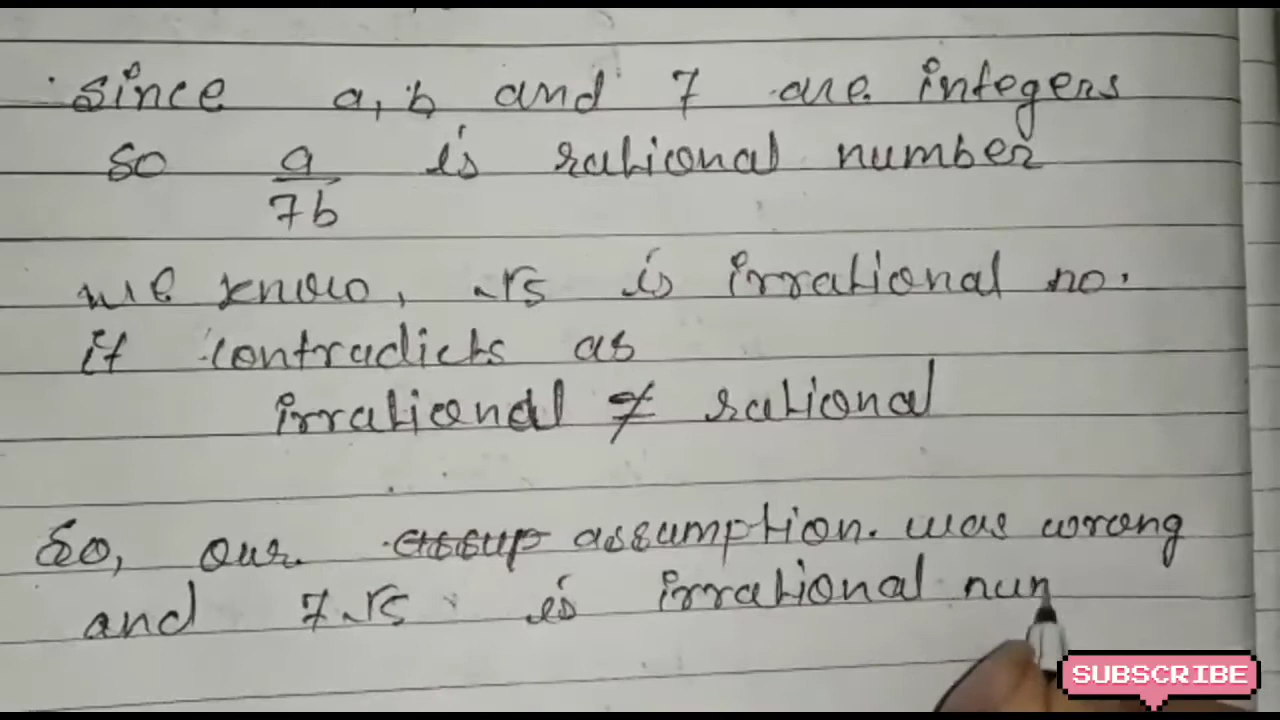 since a, b and 7 are integers
so a/7b is rational number
we know, √5 is irrational no.
it contradicts as
irrational ≠ rational
So, our assup assumption. was wrong
and 7√5 is irrational num
SUBSCRIBE